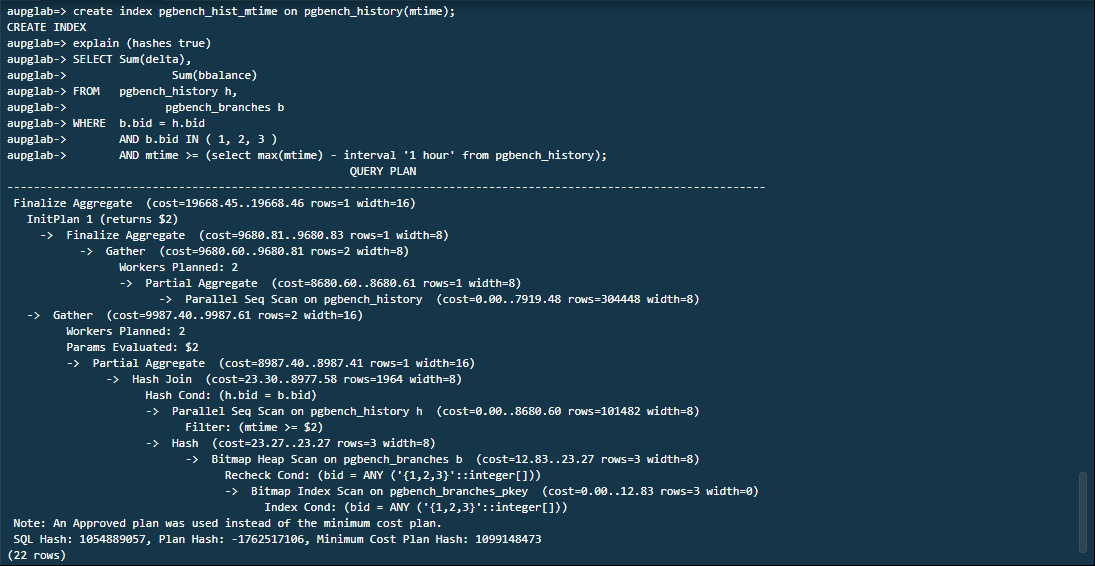 aupglab=> create index pgbench_hist_mtime on pgbench_history(mtime);
CREATE INDEX
aupglab=> explain (hashes true)
aupglab-> SELECT Sum(delta),
aupglab->                Sum(bbalance)
aupglab-> FROM   pgbench_history h,
aupglab->               pgbench_branches b
aupglab-> WHERE  b.bid = h.bid
aupglab->        AND b.bid IN ( 1, 2, 3 )
aupglab->        AND mtime >= (select max(mtime) - interval '1 hour' from pgbench_history);
                                                    QUERY PLAN
-------------------------------------------------------------------------------------------------------------------
 Finalize Aggregate  (cost=19668.45..19668.46 rows=1 width=16)
   InitPlan 1 (returns $2)
     ->  Finalize Aggregate  (cost=9680.81..9680.83 rows=1 width=8)
           ->  Gather  (cost=9680.60..9680.81 rows=2 width=8)
                 Workers Planned: 2
                 ->  Partial Aggregate  (cost=8680.60..8680.61 rows=1 width=8)
                       ->  Parallel Seq Scan on pgbench_history  (cost=0.00..7919.48 rows=304448 width=8)
   ->  Gather  (cost=9987.40..9987.61 rows=2 width=16)
         Workers Planned: 2
         Params Evaluated: $2
         ->  Partial Aggregate  (cost=8987.40..8987.41 rows=1 width=16)
               ->  Hash Join  (cost=23.30..8977.58 rows=1964 width=8)
                     Hash Cond: (h.bid = b.bid)
                     ->  Parallel Seq Scan on pgbench_history h  (cost=0.00..8680.60 rows=101482 width=8)
                           Filter: (mtime >= $2)
                     ->  Hash  (cost=23.27..23.27 rows=3 width=8)
                           ->  Bitmap Heap Scan on pgbench_branches b  (cost=12.83..23.27 rows=3 width=8)
                                 Recheck Cond: (bid = ANY ('{1,2,3}'::integer[]))
                                 ->  Bitmap Index Scan on pgbench_branches_pkey  (cost=0.00..12.83 rows=3 width=0)
                                       Index Cond: (bid = ANY ('{1,2,3}'::integer[]))
 Note: An Approved plan was used instead of the minimum cost plan.
 SQL Hash: 1054889057, Plan Hash: -1762517106, Minimum Cost Plan Hash: 1099148473
(22 rows)